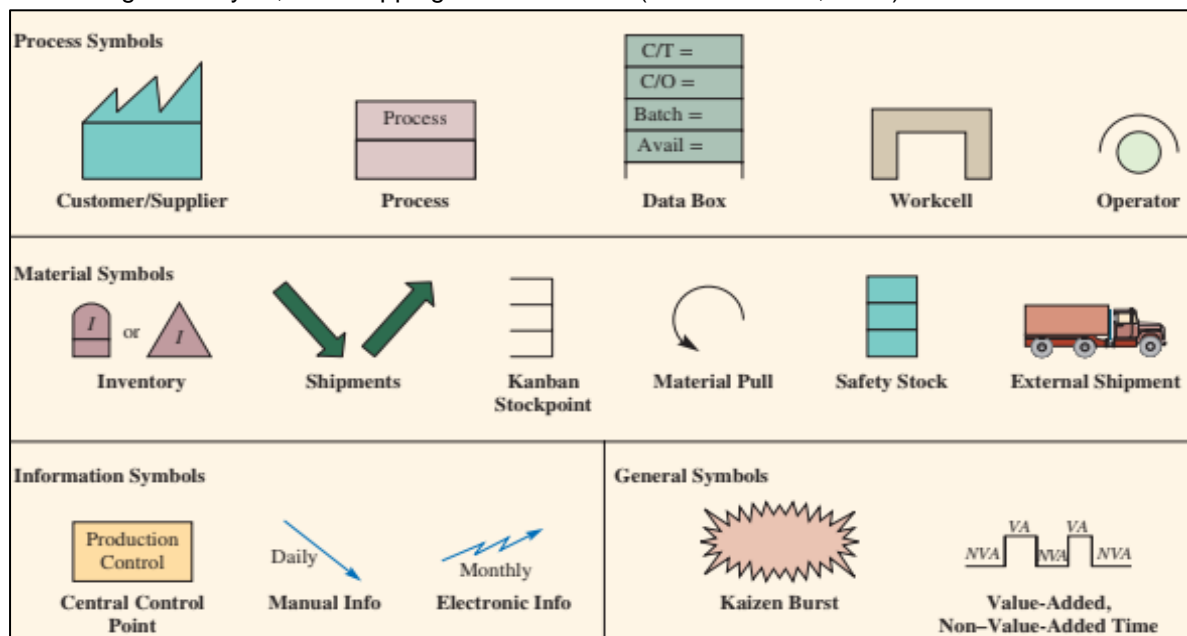 Process Symbols
C/T =
C/O =
Batch =
Avail =
Process
Customer/Supplier
Process
Data Box
Workcell
Operator
Material Symbols
I or I
Inventory
Shipments
Kanban
Stockpoint
Material Pull
Safety Stock
External Shipment
Information Symbols
Production
Control
Daily
Monthly
Central Control
Point
Manual Info
Electronic Info
General Symbols
VA VA
NVA NVA NVA
Kaizen Burst
Value-Added,
Non–Value-Added Time